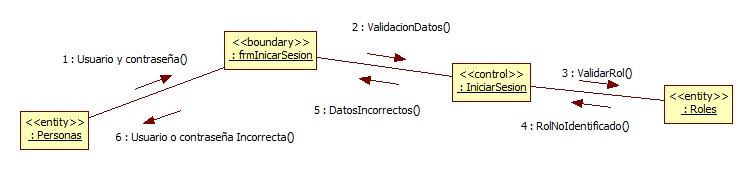 2 : ValidacionDatos()
<<boundary>>
: frmInicarSesion
1 : Usuario y contraseña()
<<control>>
: IniciarSesion
3 : ValidarRol()
<<entity>>
: Roles
5 : DatosIncorrectos()
4 : RolNoIdentificado()
<<entity>>
: Personas
6 : Usuario o contraseña Incorrecta()